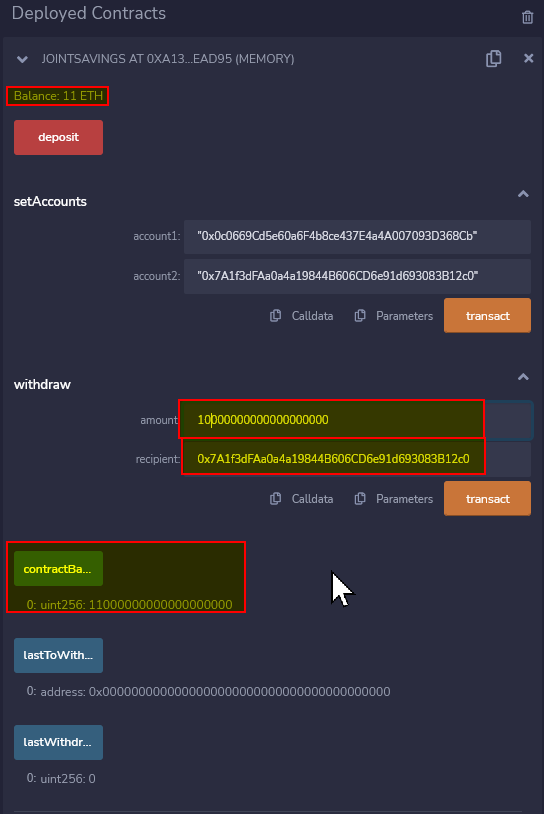 Deployed Contracts
JOINTSAVINGS AT 0XA13...EAD95 (MEMORY)
Balance: 11 ETH
deposit
setAccounts
account1: "0x0c0669Cd5e60a6F4b8ce437E4a4A007093D368Cb"
account2: "0x7A1f3dFAa0a4a19844B606CD6e91d693083B12c0"
Calldata Parameters transact
withdraw
amount 10000000000000000000
recipient: 0x7A1f3dFAa0a4a19844B606CD6e91d693083B12c0
Calldata Parameters transact
contractBa...
0: uint256: 11000000000000000000
lastToWith...
0: address: 0x0000000000000000000000000000000000000000
lastWithdr...
0: uint256: 0